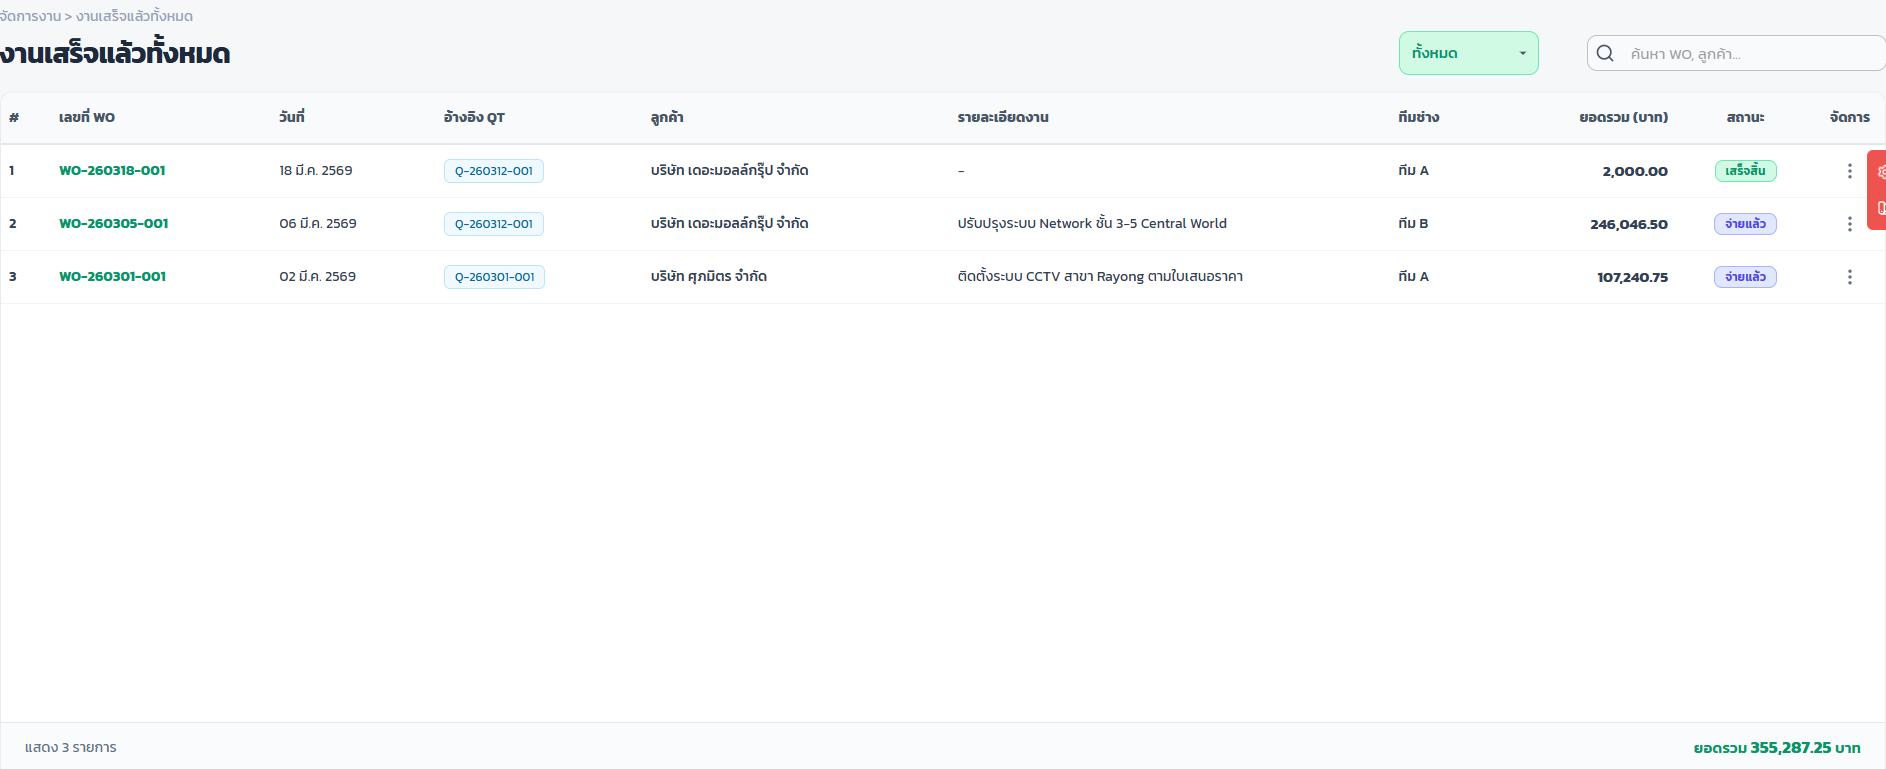 จัดการงาน > งานเสร็จแล้วทั้งหมด
งานเสร็จแล้วทั้งหมด
ทั้งหมด
ค้นหา WO, ลูกค้า...
# เลขที่ WO วันที่ อ้างอิง QT ลูกค้า รายละเอียดงาน ทีมช่าง ยอดรวม (บาท) สถานะ จัดการ
1 WO-260318-001 18 มี.ค. 2569 Q-260312-001 บริษัท เดอะมอลล์กรุ๊ป จำกัด - ทีม A 2,000.00 เสร็จสิ้น
2 WO-260305-001 06 มี.ค. 2569 Q-260312-001 บริษัท เดอะมอลล์กรุ๊ป จำกัด ปรับปรุงระบบ Network ชั้น 3-5 Central World ทีม B 246,046.50 จ่ายแล้ว
3 WO-260301-001 02 มี.ค. 2569 Q-260301-001 บริษัท ศุภมิตร จำกัด ติดตั้งระบบ CCTV สาขา Rayong ตามใบเสนอราคา ทีม A 107,240.75 จ่ายแล้ว
แสดง 3 รายการ
ยอดรวม 355,287.25 บาท